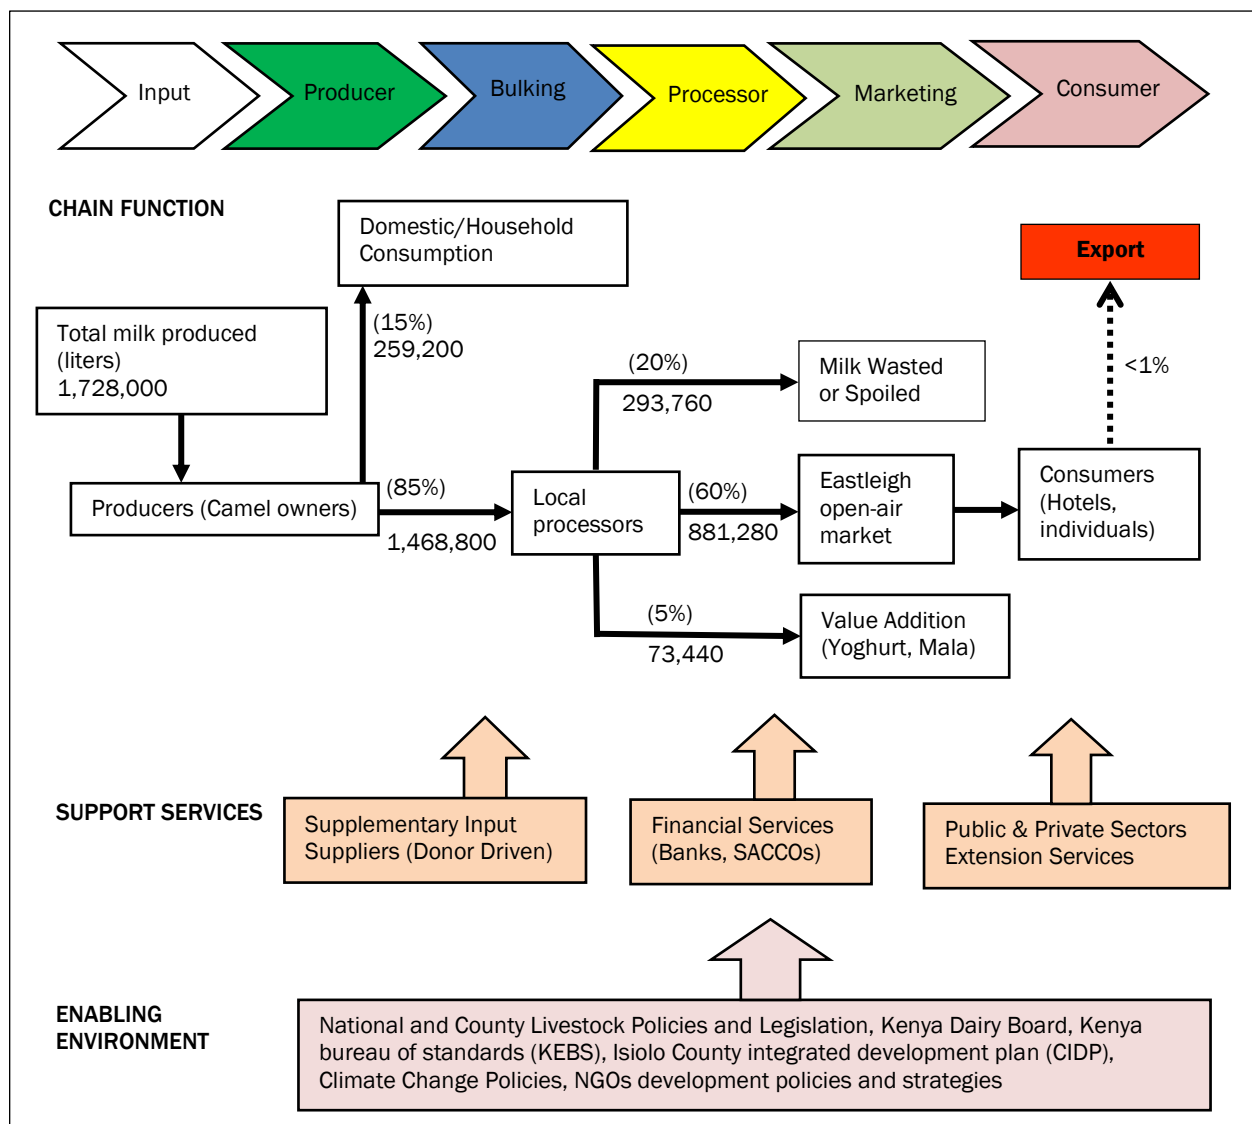 Input
Producer
Bulking
Processor
Marketing
Consumer
CHAIN FUNCTION
Domestic/Household
Consumption
Export
Total milk produced
(liters)
1,728,000
(15%)
259,200
(20%)
293,760
Milk Wasted
or Spoiled
<1%
Producers (Camel owners)
(85%)
1,468,800
Local
processors
(60%)
881,280
Eastleigh
open-air
market
Consumers
(Hotels,
individuals)
(5%)
73,440
Value Addition
(Yoghurt, Mala)
SUPPORT SERVICES
Supplementary Input
Suppliers (Donor Driven)
Financial Services
(Banks, SACCOs)
Public & Private Sectors
Extension Services
ENABLING
ENVIRONMENT
National and County Livestock Policies and Legislation, Kenya Dairy Board, Kenya
bureau of standards (KEBS), Isiolo County integrated development plan (CIDP),
Climate Change Policies, NGOs development policies and strategies